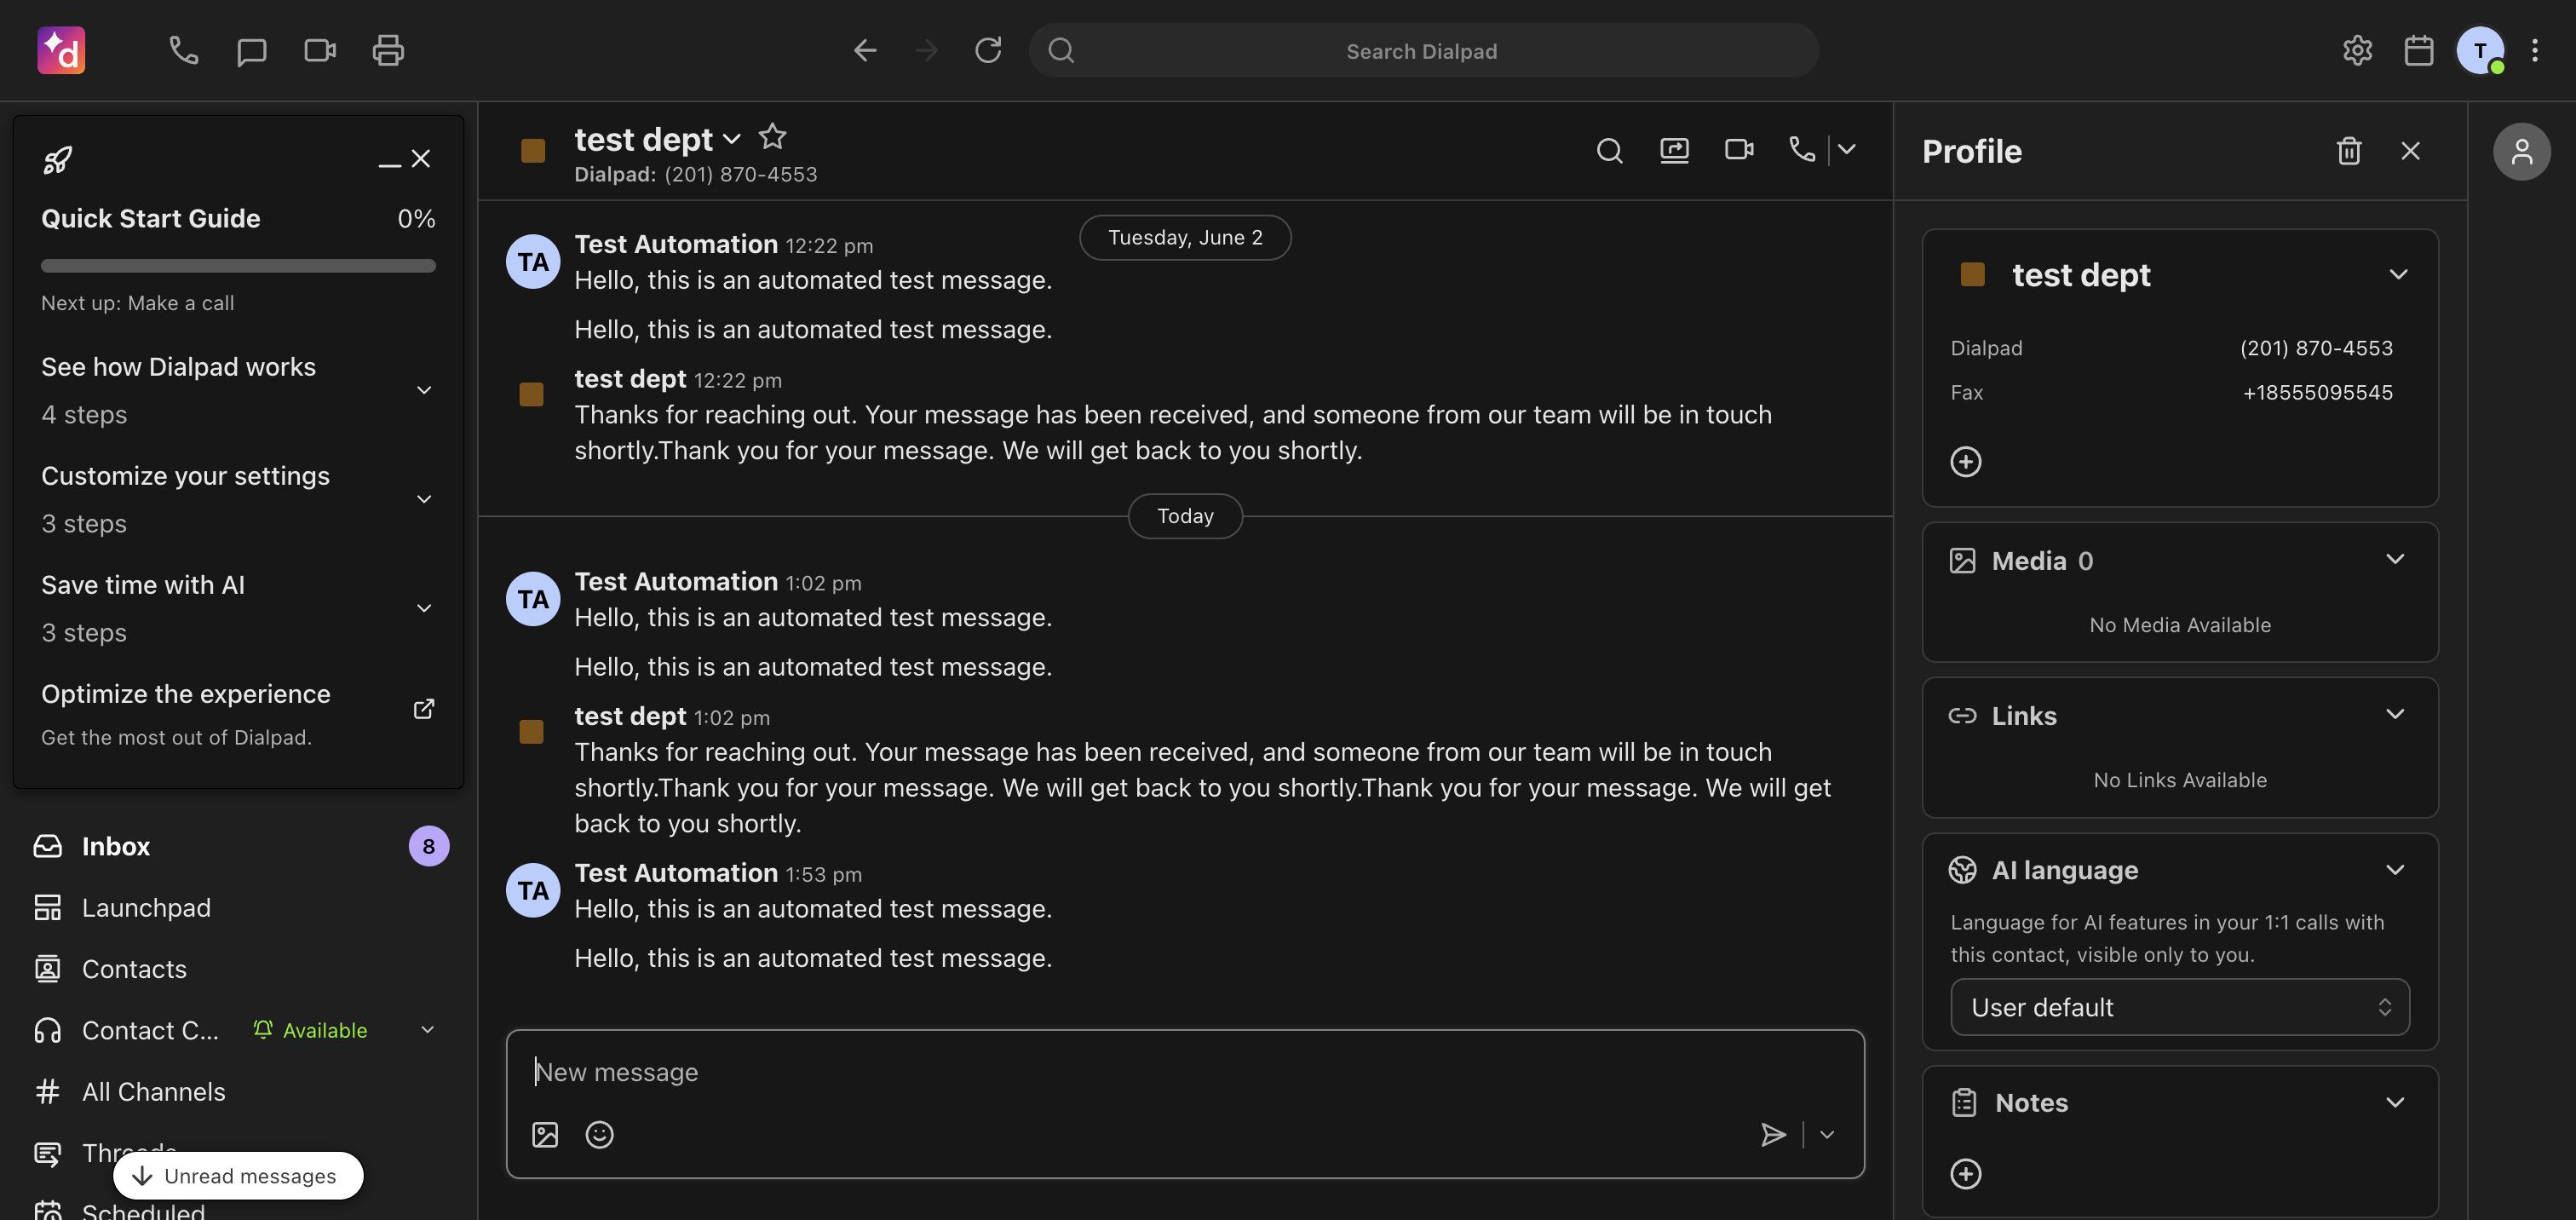 d
Search Dialpad
T
Quick Start Guide 0%
Next up: Make a call
See how Dialpad works
4 steps
Customize your settings
3 steps
Save time with AI
3 steps
Optimize the experience
Get the most out of Dialpad.
Inbox 8
Launchpad
Contacts
Contact C... Available
All Channels
Threads
Unread messages
Scheduled
test dept
Dialpad: (201) 870-4553
Tuesday, June 2
TA
Test Automation 12:22 pm
Hello, this is an automated test message.
Hello, this is an automated test message.
test dept 12:22 pm
Thanks for reaching out. Your message has been received, and someone from our team will be in touch
shortly.Thank you for your message. We will get back to you shortly.
Today
TA
Test Automation 1:02 pm
Hello, this is an automated test message.
Hello, this is an automated test message.
test dept 1:02 pm
Thanks for reaching out. Your message has been received, and someone from our team will be in touch
shortly.Thank you for your message. We will get back to you shortly.Thank you for your message. We will get
back to you shortly.
TA
Test Automation 1:53 pm
Hello, this is an automated test message.
Hello, this is an automated test message.
New message
Profile
test dept
Dialpad (201) 870-4553
Fax +18555095545
Media 0
No Media Available
Links
No Links Available
AI language
Language for AI features in your 1:1 calls with
this contact, visible only to you.
User default
Notes